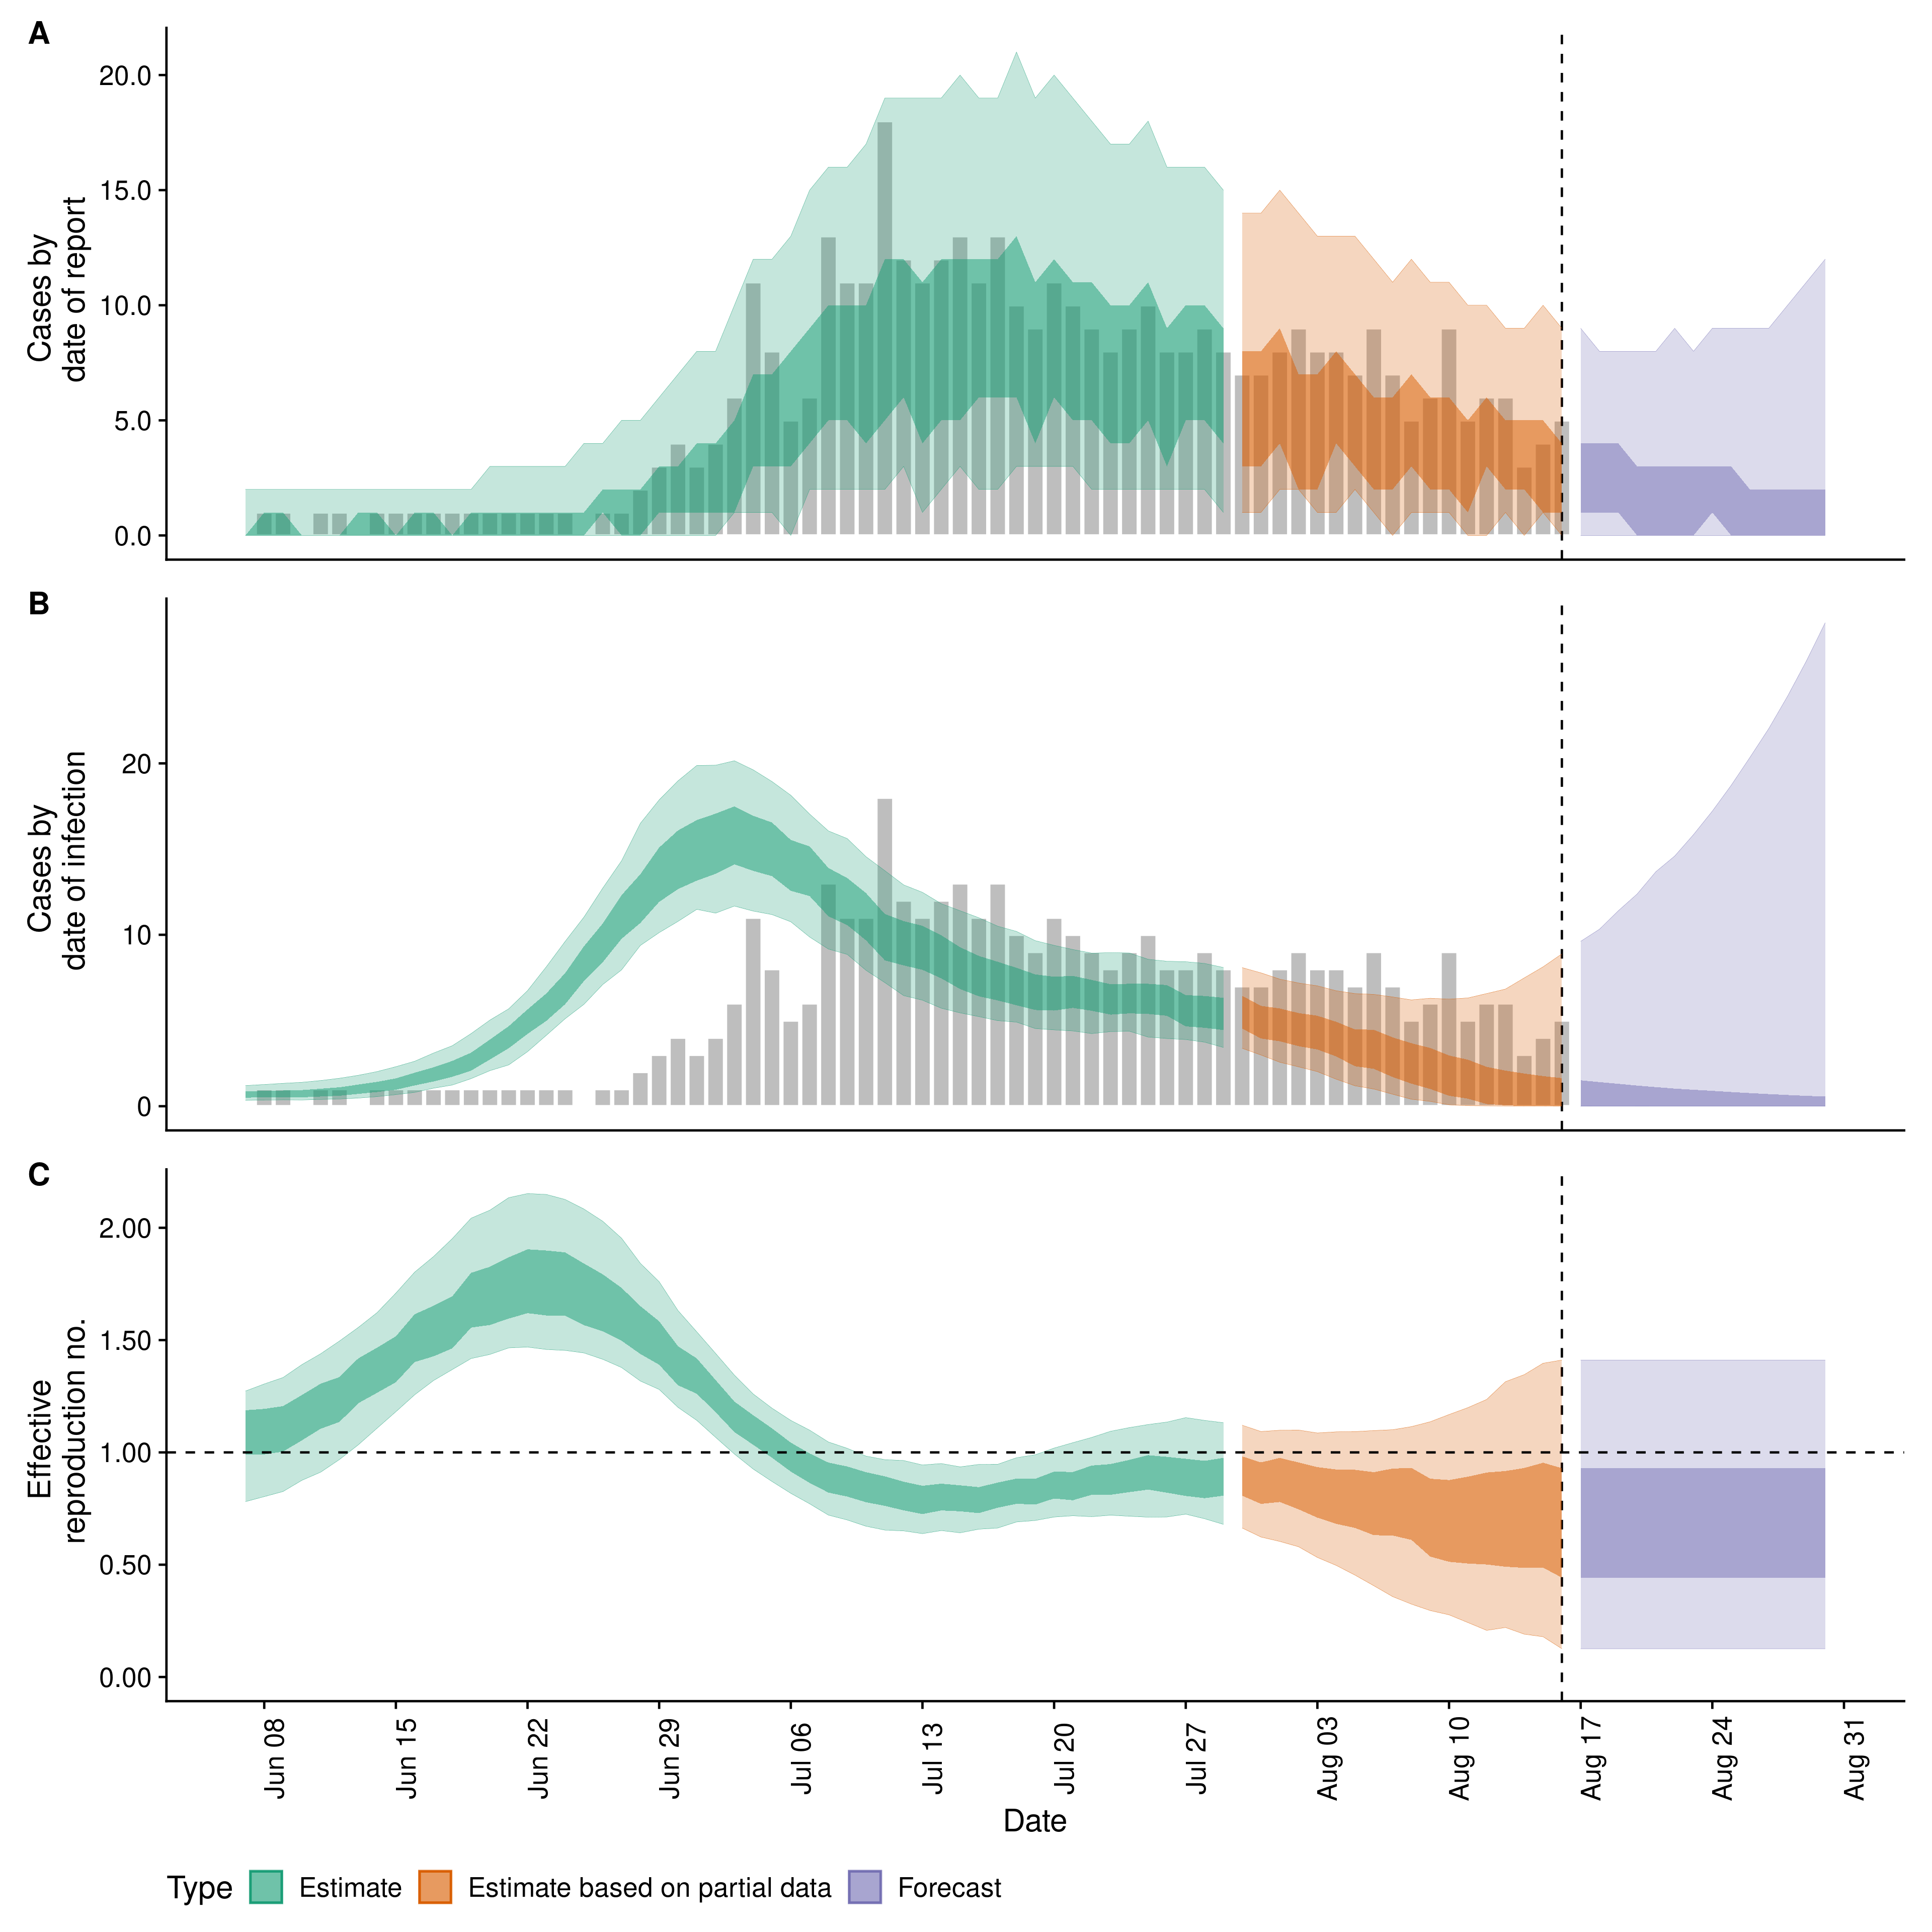 A
Cases by
date of report
20.0
15.0
10.0
5.0
0.0
B
Cases by
date of infection
20
10
0
C
Effective
reproduction no.
2.00
1.50
1.00
0.50
0.00
Jun 08
Jun 15
Jun 22
Jun 29
Jul 06
Jul 13
Jul 20
Jul 27
Aug 03
Aug 10
Aug 17
Aug 24
Aug 31
Date
Type Estimate Estimate based on partial data Forecast